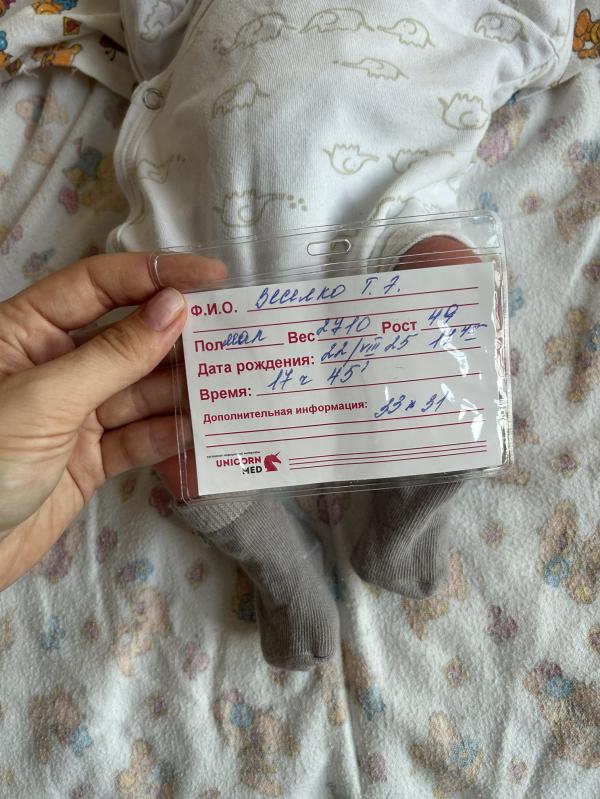 Ф.И.О. Веселко Т. 7.
Пол мал Вес 2710 Рост 49
Дата рождения: 22/VIII 25
Время: 17 ч 45'
Дополнительная информация: 33 × 31
UNICORN
MED